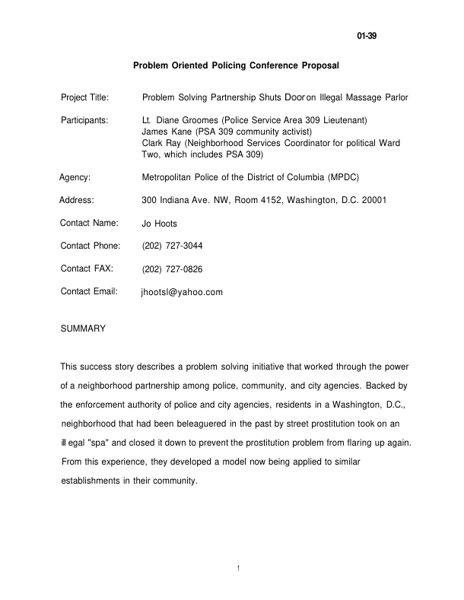 01-39
Problem Oriented Policing Conference Proposal
Project Title: Problem Solving Partnership Shuts Door on Illegal Massage Parlor
Participants: Lt. Diane Groomes (Police Service Area 309 Lieutenant)
James Kane (PSA 309 community activist)
Clark Ray (Neighborhood Services Coordinator for political Ward
Two, which includes PSA 309)
Agency: Metropolitan Police of the District of Columbia (MPDC)
Address: 300 Indiana Ave. NW, Room 4152, Washington, D.C. 20001
Contact Name: Jo Hoots
Contact Phone: (202) 727-3044
Contact FAX: (202) 727-0826
Contact Email: jhootsl@yahoo.com
SUMMARY
This success story describes a problem solving initiative that worked through the power
of a neighborhood partnership among police, community, and city agencies. Backed by
the enforcement authority of police and city agencies, residents in a Washington, D.C.,
neighborhood that had been beleaguered in the past by street prostitution took on an
ill egal "spa" and closed it down to prevent the prostitution problem from flaring up again.
From this experience, they developed a model now being applied to similar
establishments in their community.
1